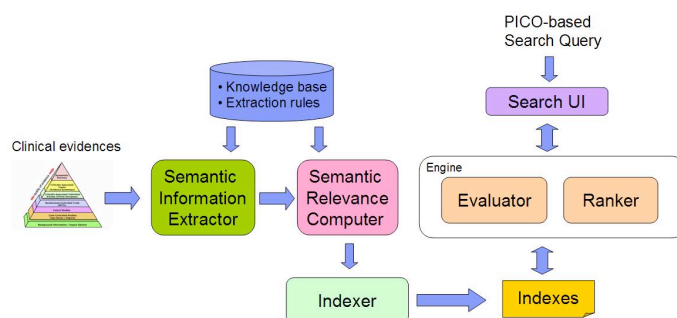 PICO-based
Search Query
• Knowledge base
• Extraction rules
Search UI
Clinical evidences
Semantic
Information
Extractor
Semantic
Relevance
Computer
Engine
Evaluator
Ranker
Indexer
Indexes